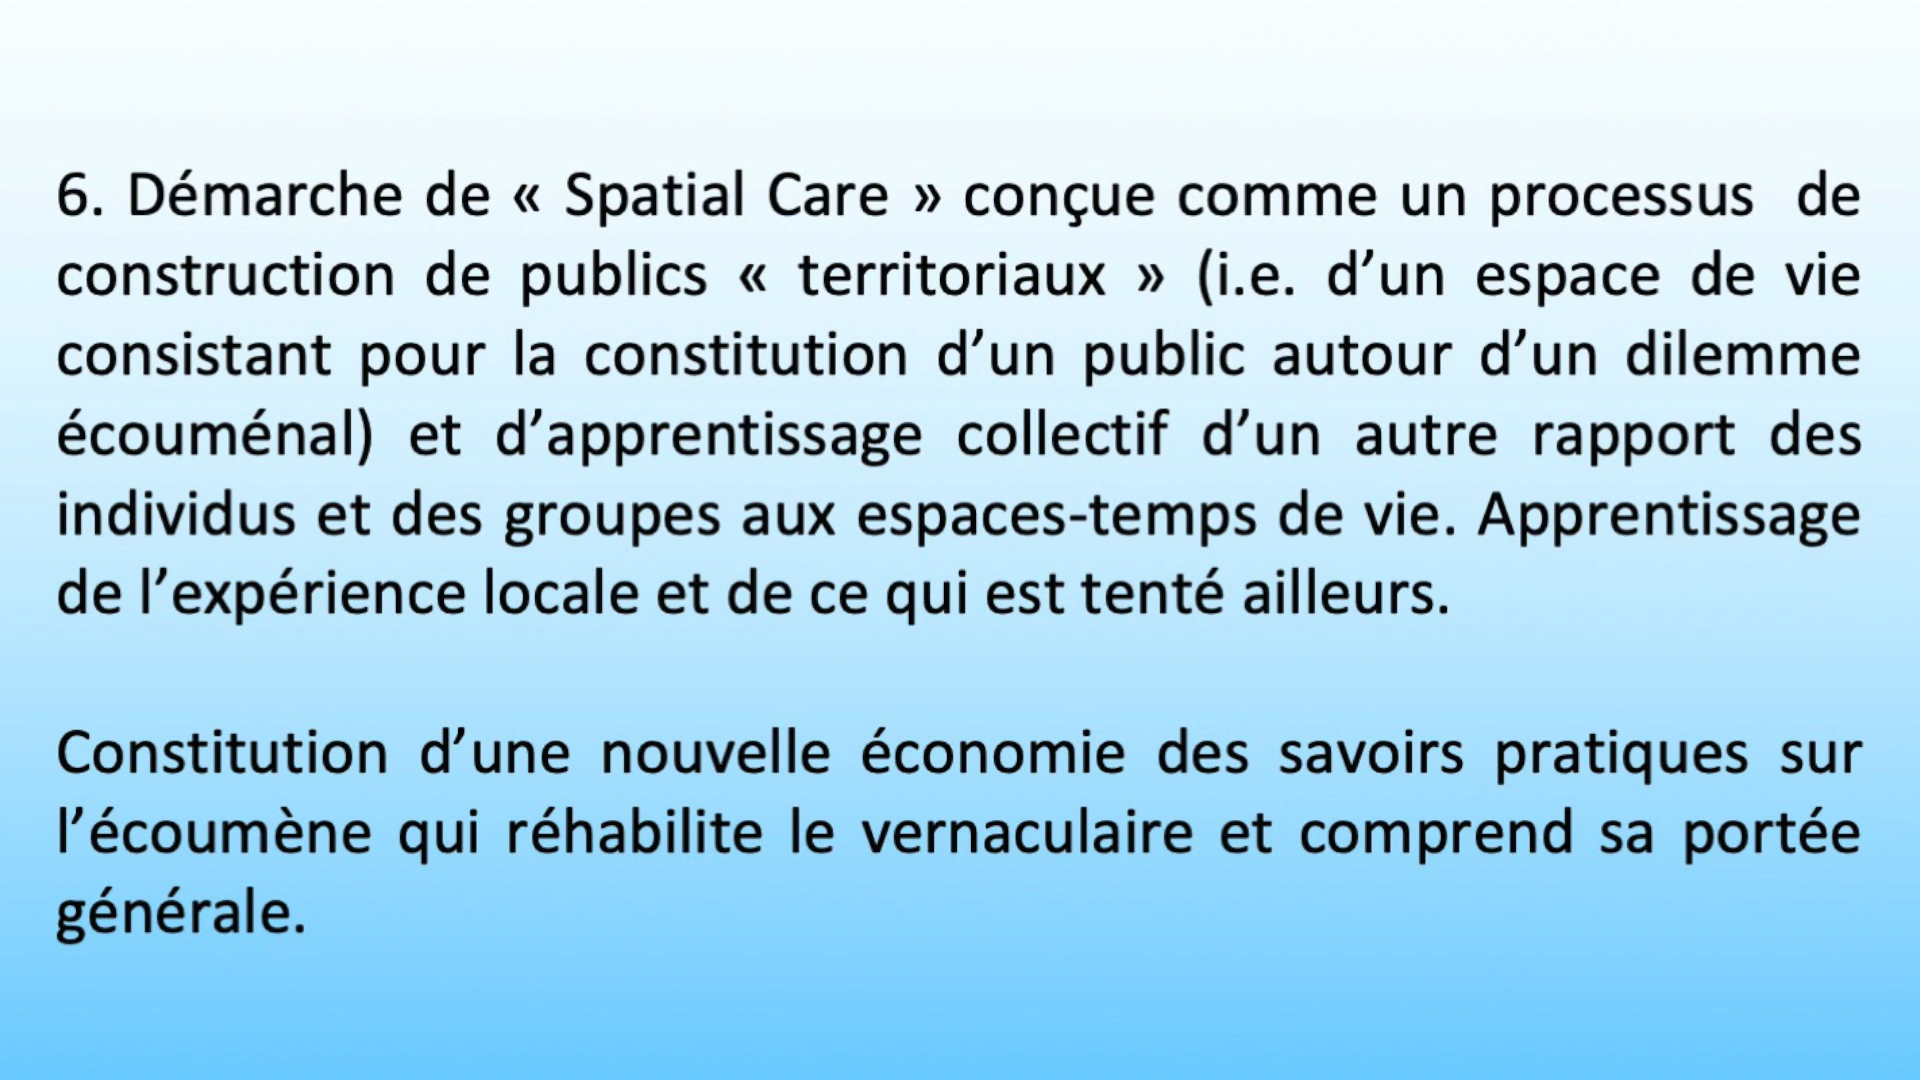 6. Démarche de « Spatial Care » conçue comme un processus de
construction de publics « territoriaux » (i.e. d’un espace de vie
consistant pour la constitution d’un public autour d’un dilemme
écouménal) et d’apprentissage collectif d’un autre rapport des
individus et des groupes aux espaces-temps de vie. Apprentissage
de l’expérience locale et de ce qui est tenté ailleurs.
Constitution d’une nouvelle économie des savoirs pratiques sur
l’écoumène qui réhabilite le vernaculaire et comprend sa portée
générale.